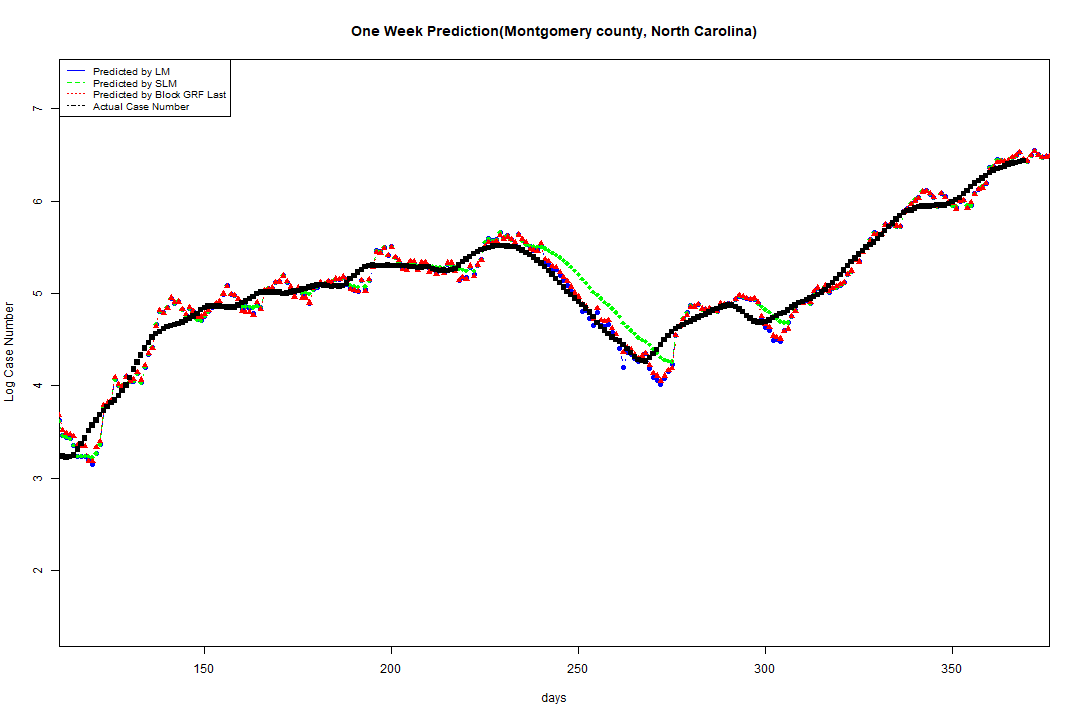 One Week Prediction(Montgomery county, North Carolina)
Predicted by LM
Predicted by SLM
Predicted by Block GRF Last
Actual Case Number
7
6
5
4
3
2
Log Case Number
150
200
250
300
350
days